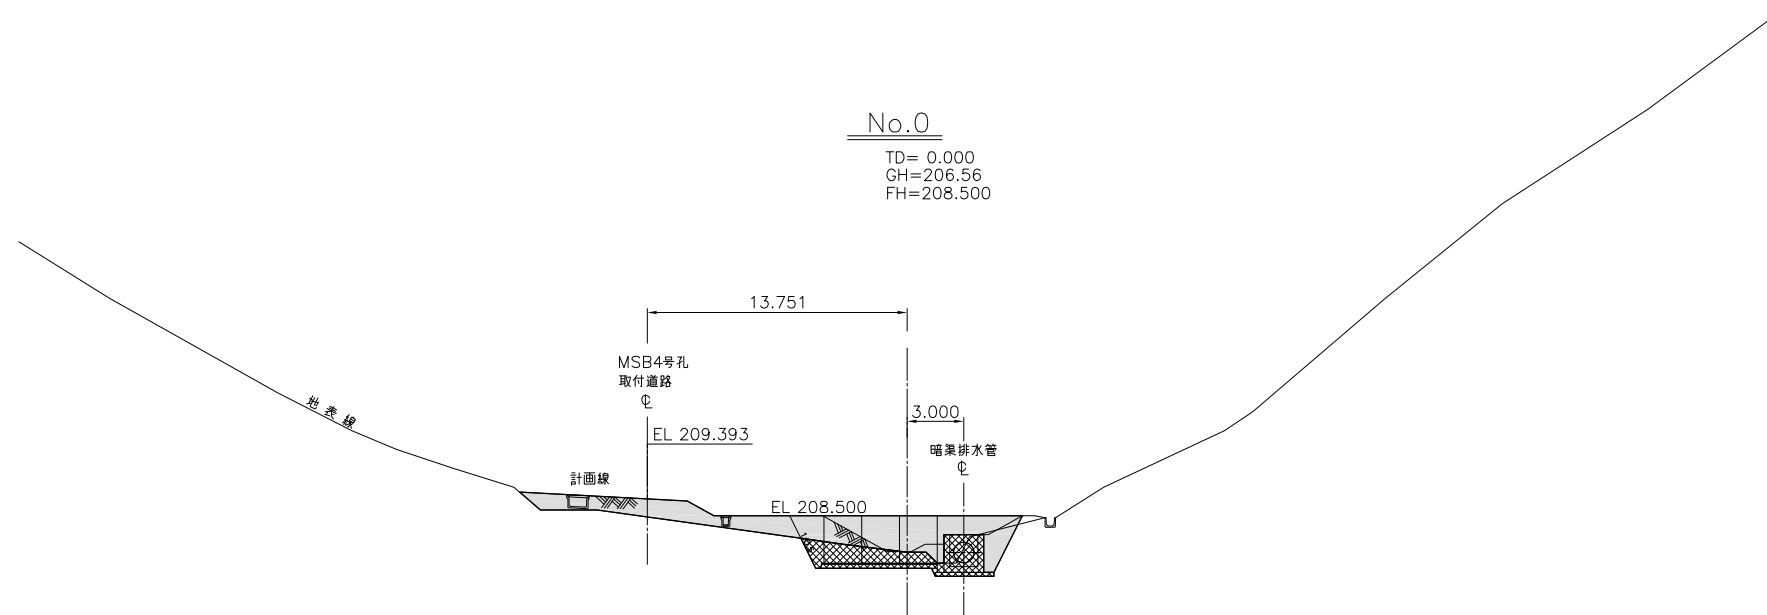 No.0
TD= 0.000
GH=206.56
FH=208.500
13.751
MSB4号孔
取付道路
℄
地表線
3.000
EL 209.393
暗渠排水管
℄
計画線
EL 208.500